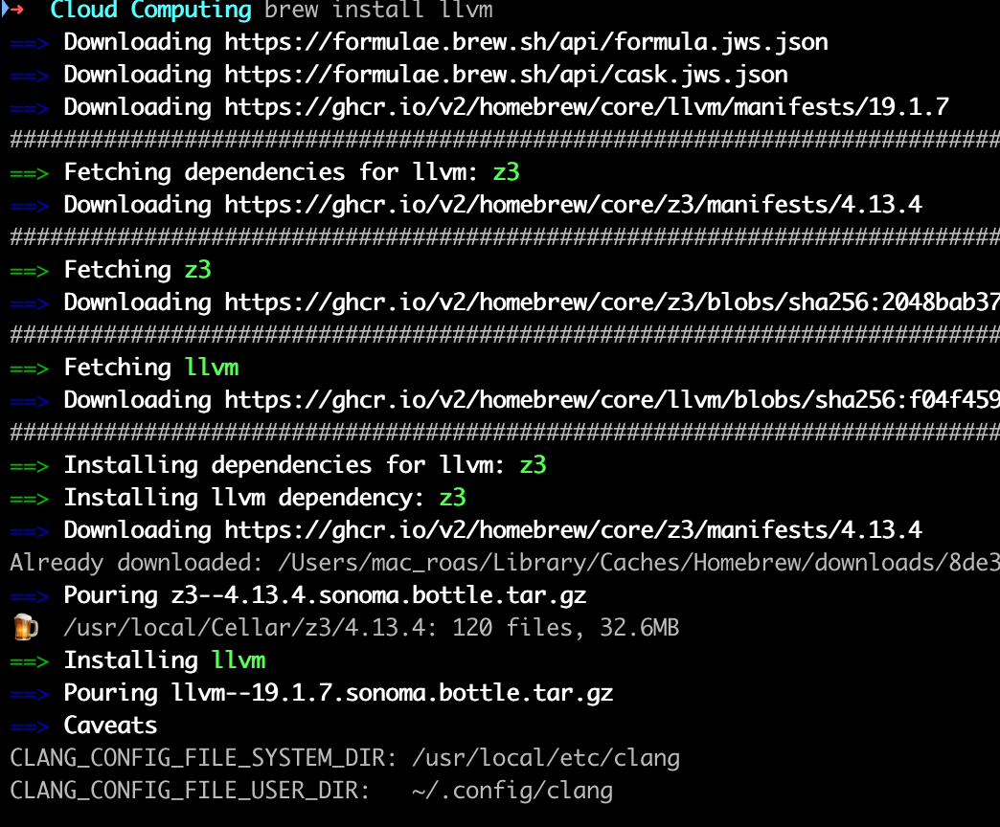 ➜ Cloud Computing brew install llvm
==> Downloading https://formulae.brew.sh/api/formula.jws.json
==> Downloading https://formulae.brew.sh/api/cask.jws.json
==> Downloading https://ghcr.io/v2/homebrew/core/llvm/manifests/19.1.7
##########################################################################
==> Fetching dependencies for llvm: z3
==> Downloading https://ghcr.io/v2/homebrew/core/z3/manifests/4.13.4
##########################################################################
==> Fetching z3
==> Downloading https://ghcr.io/v2/homebrew/core/z3/blobs/sha256:2048bab37
##########################################################################
==> Fetching llvm
==> Downloading https://ghcr.io/v2/homebrew/core/llvm/blobs/sha256:f04f459
##########################################################################
==> Installing dependencies for llvm: z3
==> Installing llvm dependency: z3
==> Downloading https://ghcr.io/v2/homebrew/core/z3/manifests/4.13.4
Already downloaded: /Users/mac_roas/Library/Caches/Homebrew/downloads/8de3
==> Pouring z3--4.13.4.sonoma.bottle.tar.gz
🍺 /usr/local/Cellar/z3/4.13.4: 120 files, 32.6MB
==> Installing llvm
==> Pouring llvm--19.1.7.sonoma.bottle.tar.gz
==> Caveats
CLANG_CONFIG_FILE_SYSTEM_DIR: /usr/local/etc/clang
CLANG_CONFIG_FILE_USER_DIR: ~/.config/clang